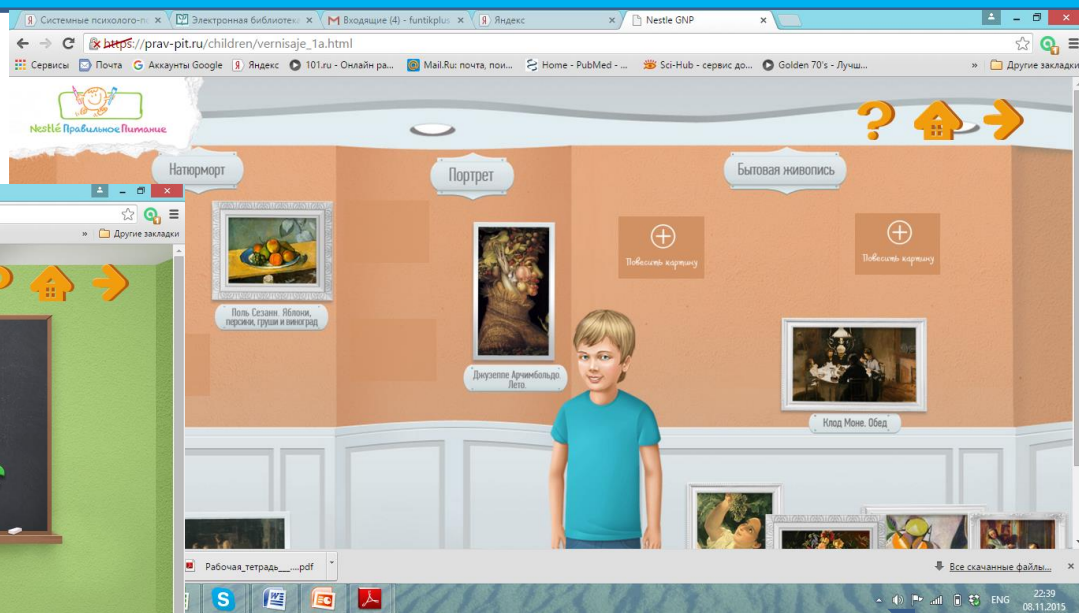 Системные психолого-п
Электронная библиотек
Входящие (4) - funtikplus
Яндекс
Nestle GNP
https://prav-pit.ru/children/vernisaje_1a.html
Сервисы
Почта
Аккаунты Google
Яндекс
101.ru - Онлайн ра...
Mail.Ru: почта, пои...
Home - PubMed - ...
Sci-Hub - сервис до...
Golden 70's - Лучш...
»
Другие закладки
Nestlé Правильное Питание
?
Натюрморт
Портрет
Бытовая живопись
» Другие закладки
?
Повесить картину
Повесить картину
Поль Сезанн. Яблоки,
персики, груши и виноград
Джузеппе Арчимбольдо.
Лето.
Клод Моне. Обед
Рабочая_тетрадь___....pdf
Все скачанные файлы...
ENG
22:39
08.11.2015